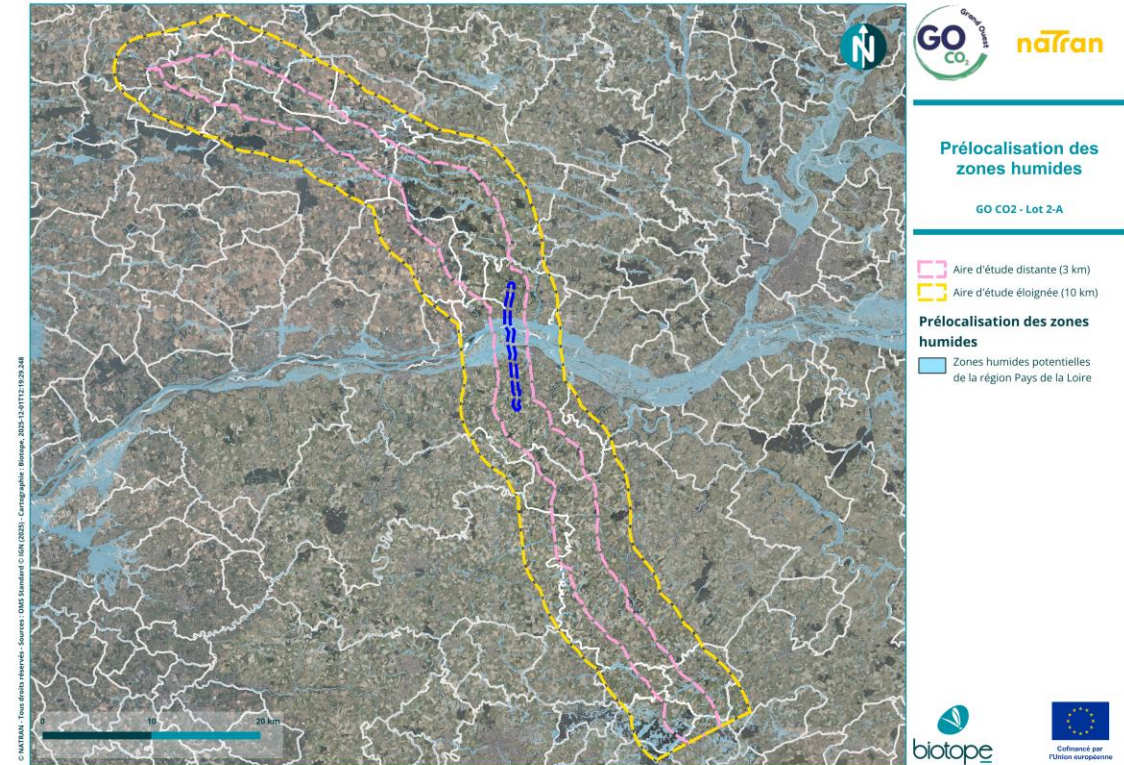 N
Grand Ouest
GO
CO₂
naTran
Prélocalisation des
zones humides
GO CO2 - Lot 2-A
Aire d'étude distante (3 km)
Aire d'étude éloignée (10 km)
Prélocalisation des zones
humides
Zones humides potentielles
de la région Pays de la Loire
© NATRAN - Tous droits réservés - Sources : OMS Standard © IGN (2025) - Cartographie : Biotope, 2025-12-01T12:19:29.248
0 10 20 km
biotope
Cofinancé par
l'Union européenne